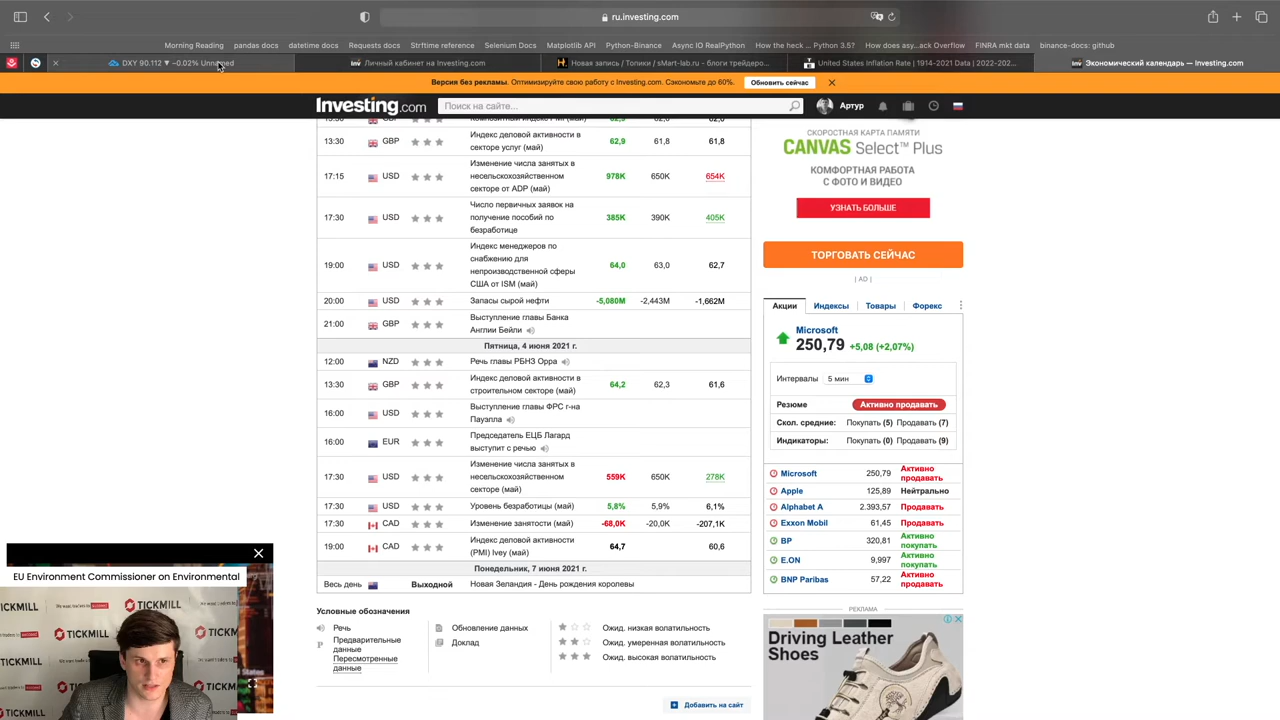 ru.investing.com
Morning Reading
pandas docs
datetime docs
Requests docs
Strftime reference
Selenium Docs
Matplotlib API
Python-Binance
Async IO RealPython
How the heck ... Python 3.5?
How does asy...ack Overflow
FINRA mkt data
binance-docs: github
DXY 90.112 ▼ −0.02% Unnamed
Личный кабинет на Investing.com
Новая запись / Топики / sMart-lab.ru - блоги трейдеро...
United States Inflation Rate | 1914-2021 Data | 2022-202...
Экономический календарь — Investing.com
Версия без рекламы. Оптимизируйте свою работу с Investing.com. Сэкономьте до 60%.
Обновить сейчас
Investing.com
Поиск на сайте...
Артур
13:30 GBP Индекс деловой активности в
секторе услуг (май) 62,9 61,8 61,8
17:15 USD Изменение числа занятых в
несельскохозяйственном
секторе от ADP (май) 978K 650K 654K
17:30 USD Число первичных заявок на
получение пособий по
безработице 385K 390K 405K
19:00 USD Индекс менеджеров по
снабжению для
непроизводственной сферы
США от ISM (май) 64,0 63,0 62,7
20:00 USD Запасы сырой нефти -5,080M -2,443M -1,662M
21:00 GBP Выступление главы Банка
Англии Бейли
Пятница, 4 июня 2021 г.
12:00 NZD Речь главы РБНЗ Орра
13:30 GBP Индекс деловой активности в
строительном секторе (май) 64,2 62,3 61,6
16:00 USD Выступление главы ФРС г-на
Пауэлла
16:00 EUR Председатель ЕЦБ Лагард
выступит с речью
17:30 USD Изменение числа занятых в
несельскохозяйственном
секторе (май) 559K 650K 278K
17:30 USD Уровень безработицы (май) 5,8% 5,9% 6,1%
17:30 CAD Изменение занятости (май) -68,0K -20,0K -207,1K
19:00 CAD Индекс деловой активности
(PMI) Ivey (май) 64,7 60,6
Понедельник, 7 июня 2021 г.
Весь день Выходной Новая Зеландия - День рождения королевы
Условные обозначения
Речь
Предварительные
данные
Пересмотренные
данные
Обновление данных
Доклад
Ожид. низкая волатильность
Ожид. умеренная волатильность
Ожид. высокая волатильность
Добавить на сайт
СКОРОСТНАЯ КАРТА ПАМЯТИ
CANVAS Select™ Plus
КОМФОРТНАЯ РАБОТА
С ФОТО И ВИДЕО
УЗНАТЬ БОЛЬШЕ
ТОРГОВАТЬ СЕЙЧАС
| AD |
Акции Индексы Товары Форекс
Microsoft
250,79 +5,08 (+2,07%)
Интервалы 5 мин
Резюме Активно продавать
Скол. средние: Покупать (5) Продавать (7)
Индикаторы: Покупать (0) Продавать (9)
Microsoft 250,79 Активно
продавать
Apple 125,89 Нейтрально
Alphabet A 2.393,57 Продавать
Exxon Mobil 61,45 Продавать
BP 320,81 Активно
покупать
E.ON 9,997 Активно
покупать
BNP Paribas 57,22 Активно
продавать
РЕКЛАМА
Driving Leather
Shoes
EU Environment Commissioner on Environmental
TICKMILL
TICKMILL
TICKMILL
TICKMILL
TICKMILL
States